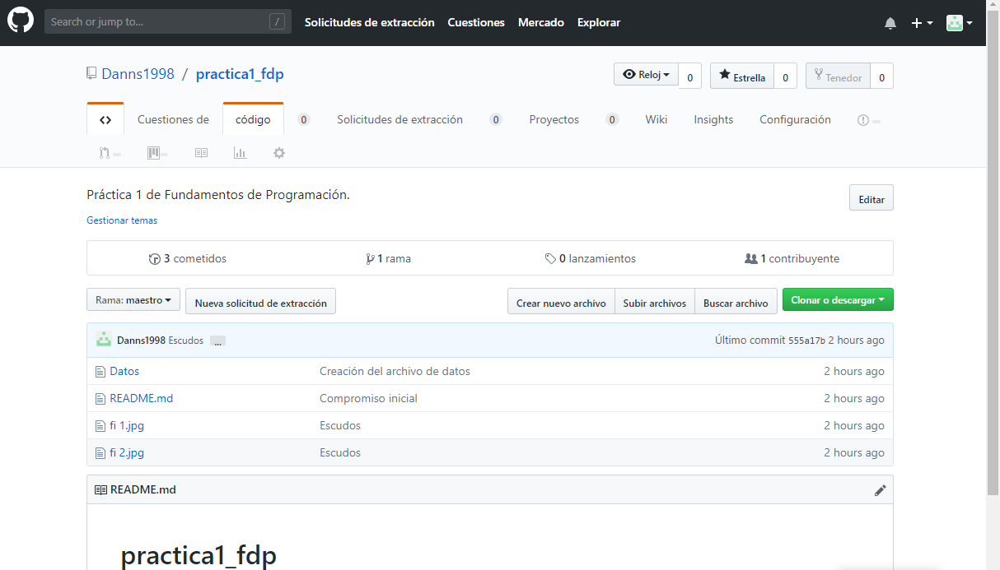 Search or jump to... / Solicitudes de extracción Cuestiones Mercado Explorar
Danns1998 / practica1_fdp Reloj 0 Estrella 0 Tenedor 0
Cuestiones de código 0 Solicitudes de extracción 0 Proyectos 0 Wiki Insights Configuración
Práctica 1 de Fundamentos de Programación. Editar
Gestionar temas
3 cometidos 1 rama 0 lanzamientos 1 contribuyente
Rama: maestro Nueva solicitud de extracción Crear nuevo archivo Subir archivos Buscar archivo Clonar o descargar
Danns1998 Escudos ... Último commit 555a17b 2 hours ago
Datos Creación del archivo de datos 2 hours ago
README.md Compromiso inicial 2 hours ago
fi 1.jpg Escudos 2 hours ago
fi 2.jpg Escudos 2 hours ago
README.md
practica1_fdp